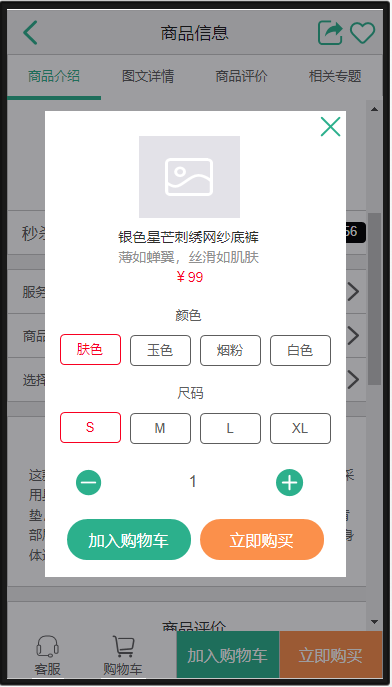 商品信息
商品介绍 图文详情 商品评价 相关专题
56
银色星芒刺绣网纱底裤
薄如蝉翼，丝滑如肌肤
¥ 99
颜色
肤色 玉色 烟粉 白色
尺码
S M L XL
1
加入购物车 立即购买
秒杀
服务
商品
选择
这款 采
用
垫
部
体 身
商品评价
客服 购物车 加入购物车 立即购买